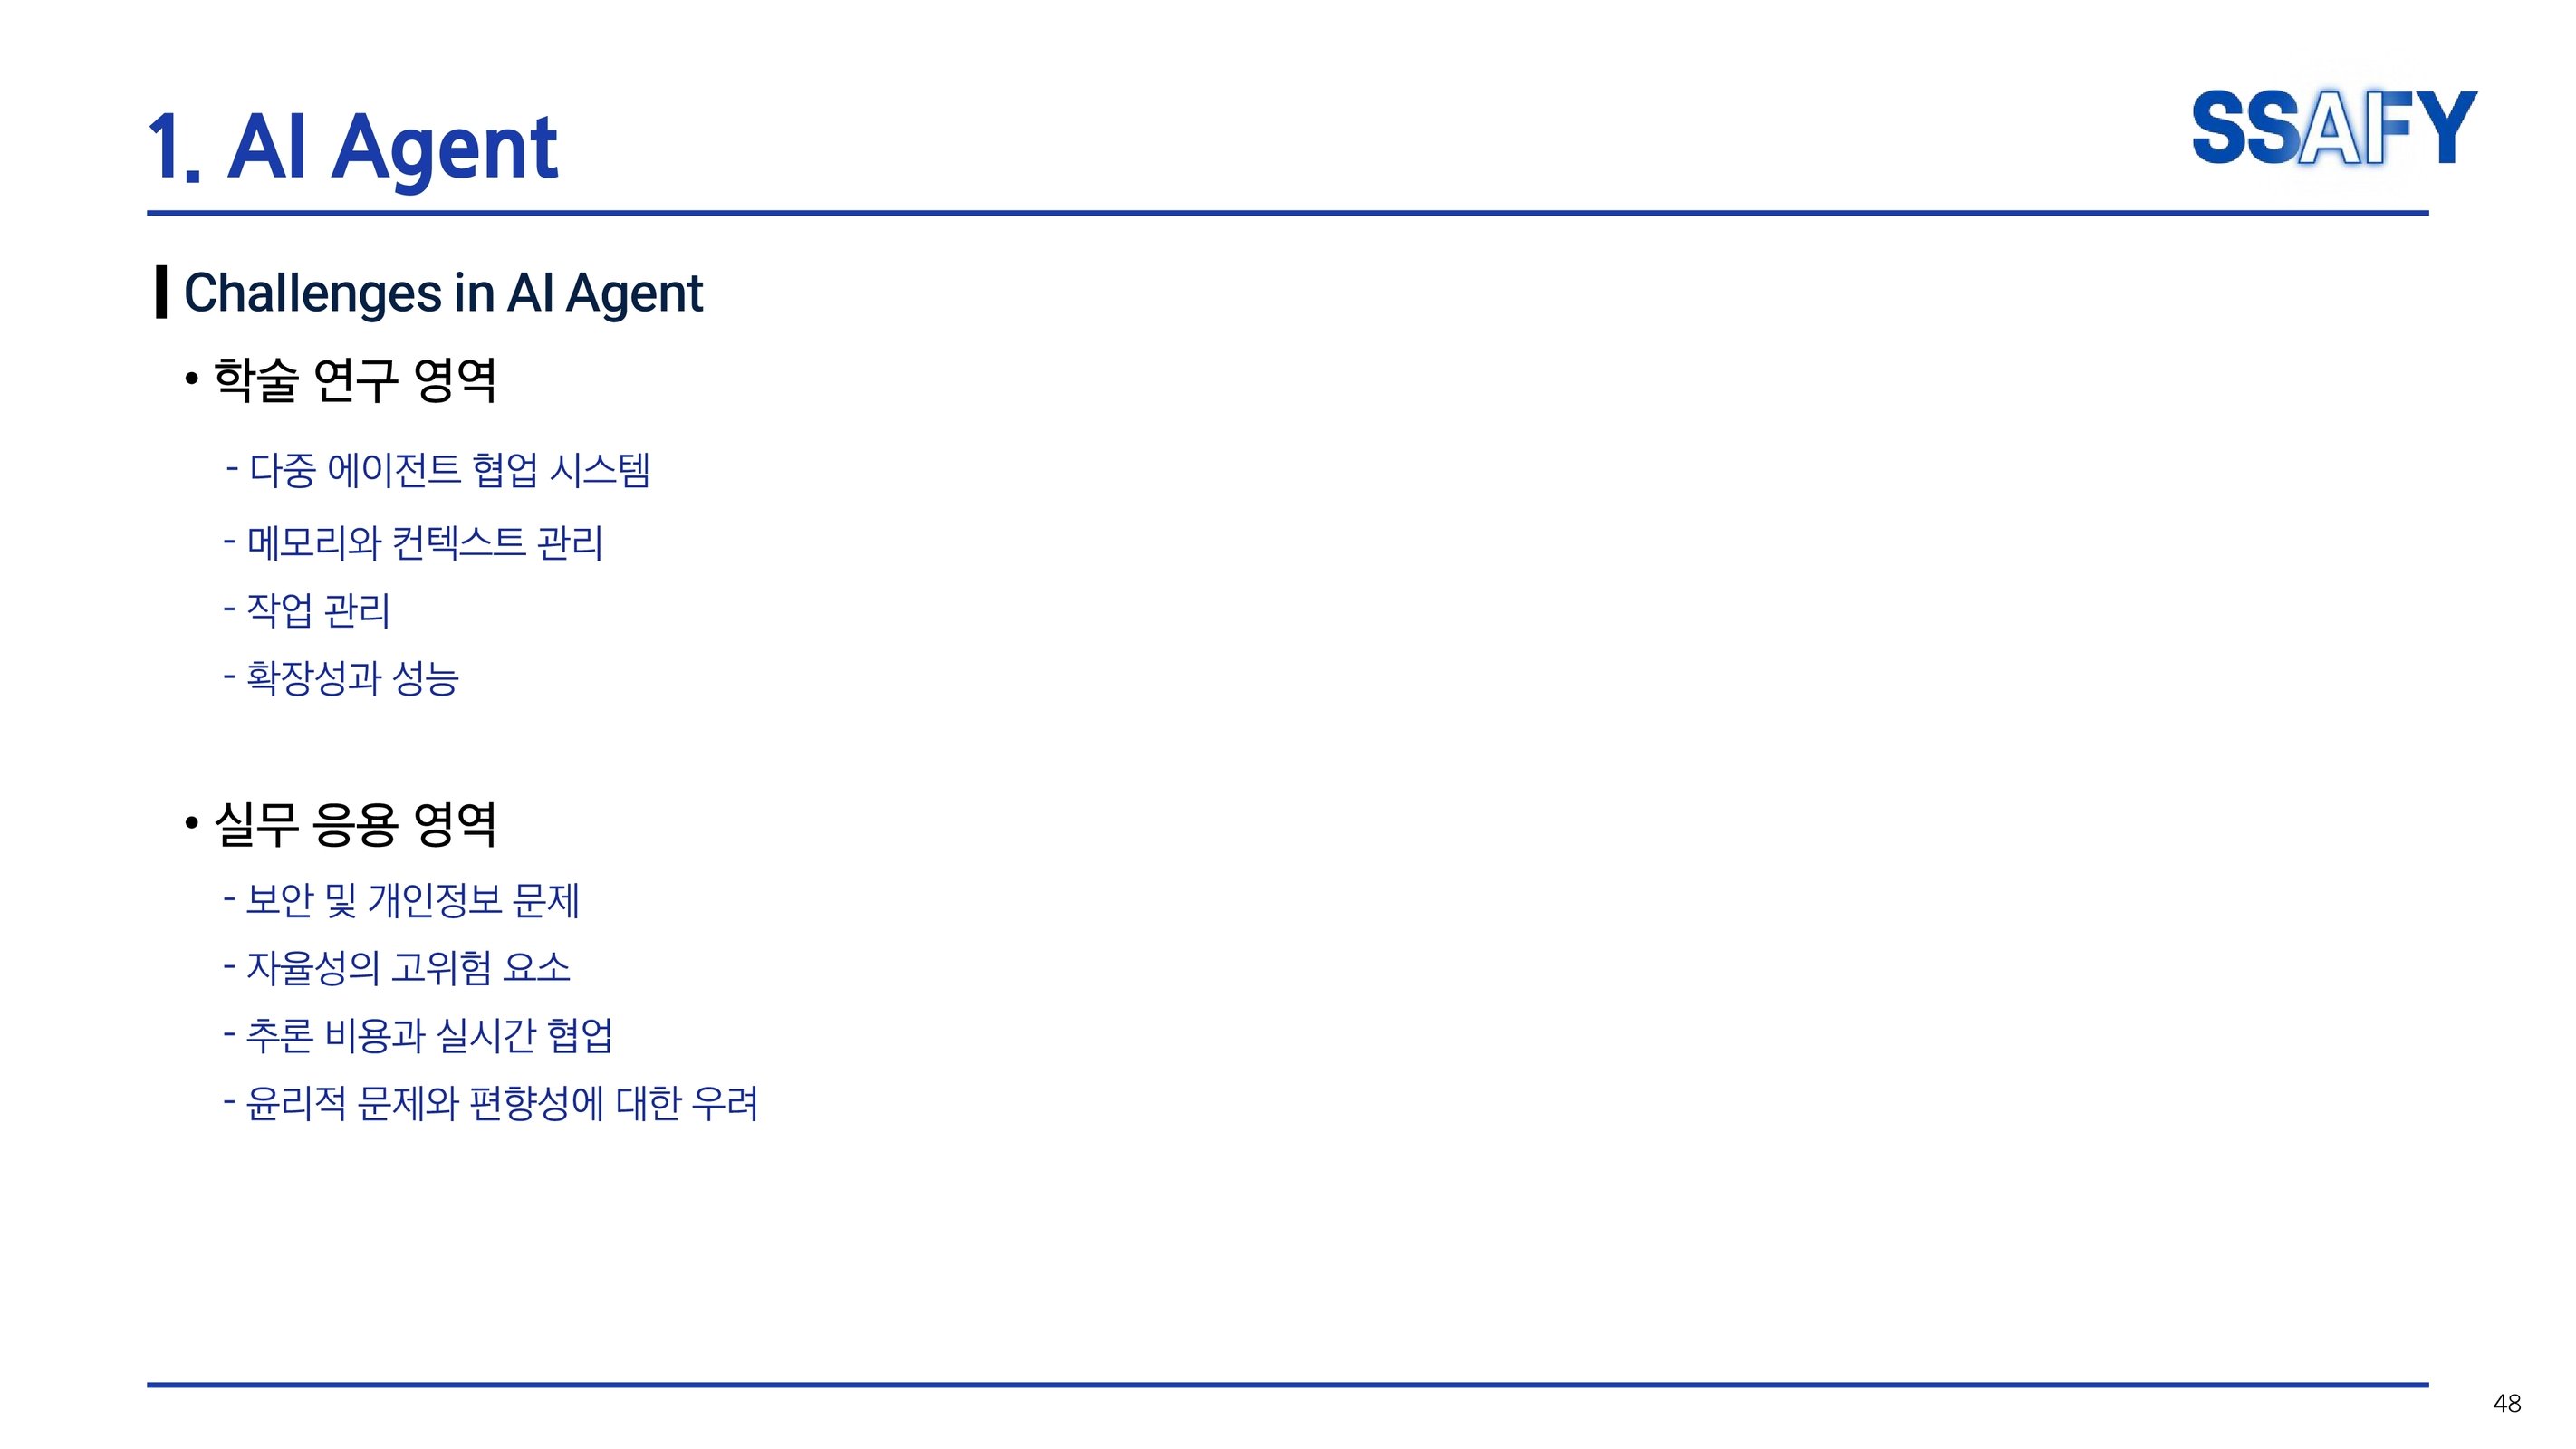 1. AI Agent
SSAFY
Challenges in AI Agent
• 학술 연구 영역
- 다중 에이전트 협업 시스템
- 메모리와 컨텍스트 관리
- 작업 관리
- 확장성과 성능
• 실무 응용 영역
- 보안 및 개인정보 문제
- 자율성의 고위험 요소
- 추론 비용과 실시간 협업
- 윤리적 문제와 편향성에 대한 우려
48